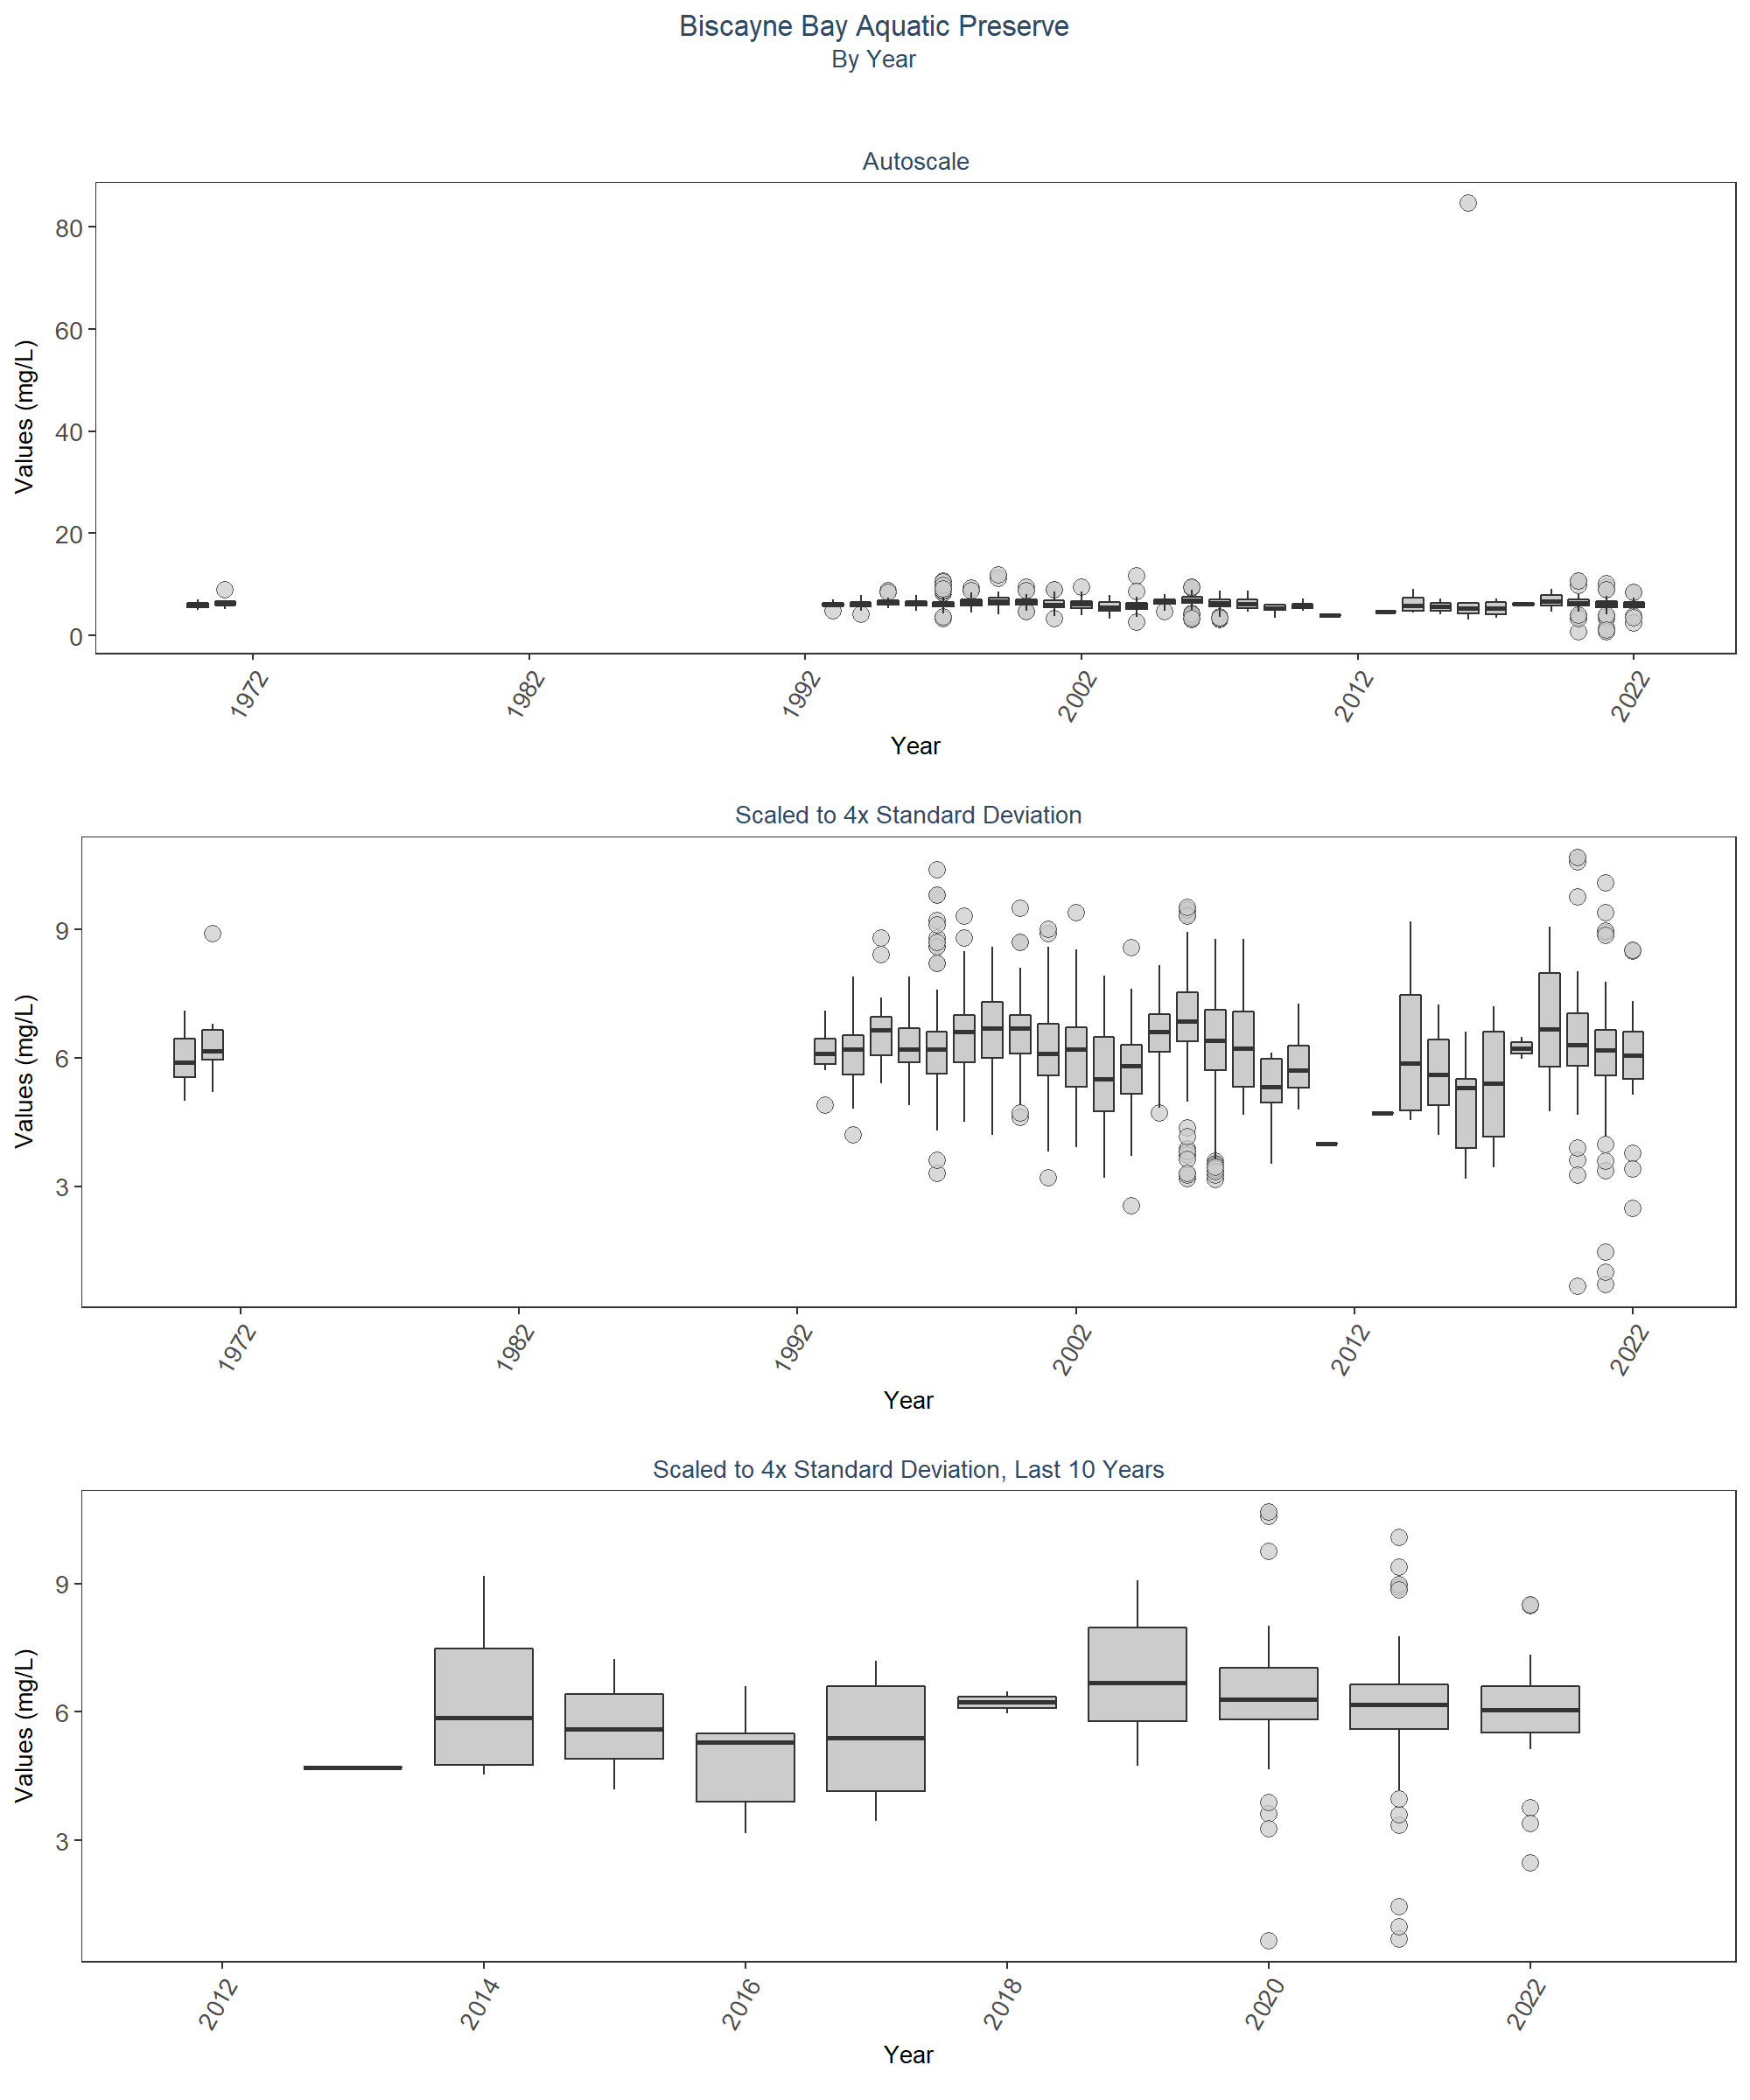 Biscayne Bay Aquatic Preserve
By Year
Autoscale
Values (mg/L)
80
60
40
20
0
1972 1982 1992 2002 2012 2022
Year
Scaled to 4x Standard Deviation
Values (mg/L)
9
6
3
1972 1982 1992 2002 2012 2022
Year
Scaled to 4x Standard Deviation, Last 10 Years
Values (mg/L)
9
6
3
2012 2014 2016 2018 2020 2022
Year